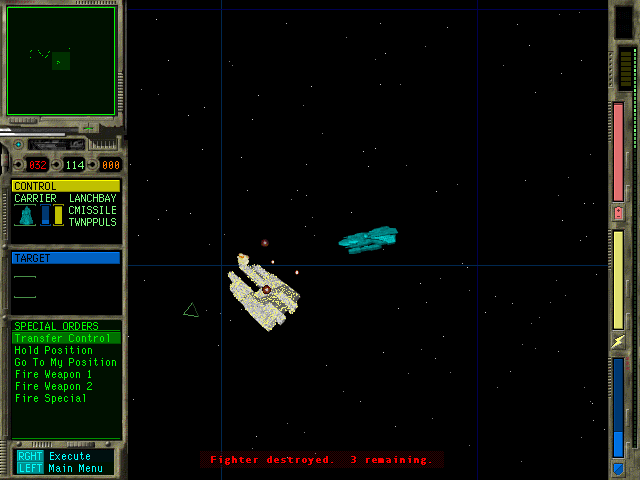 032 114 000
CONTROL
CARRIER LANCHBAY
CMISSILE
TWNPPULS
TARGET
SPECIAL ORDERS
Transfer Control
Hold Position
Go To My Position
Fire Weapon 1
Fire Weapon 2
Fire Special
RGHT Execute
LEFT Main Menu
Fighter destroyed. 3 remaining.